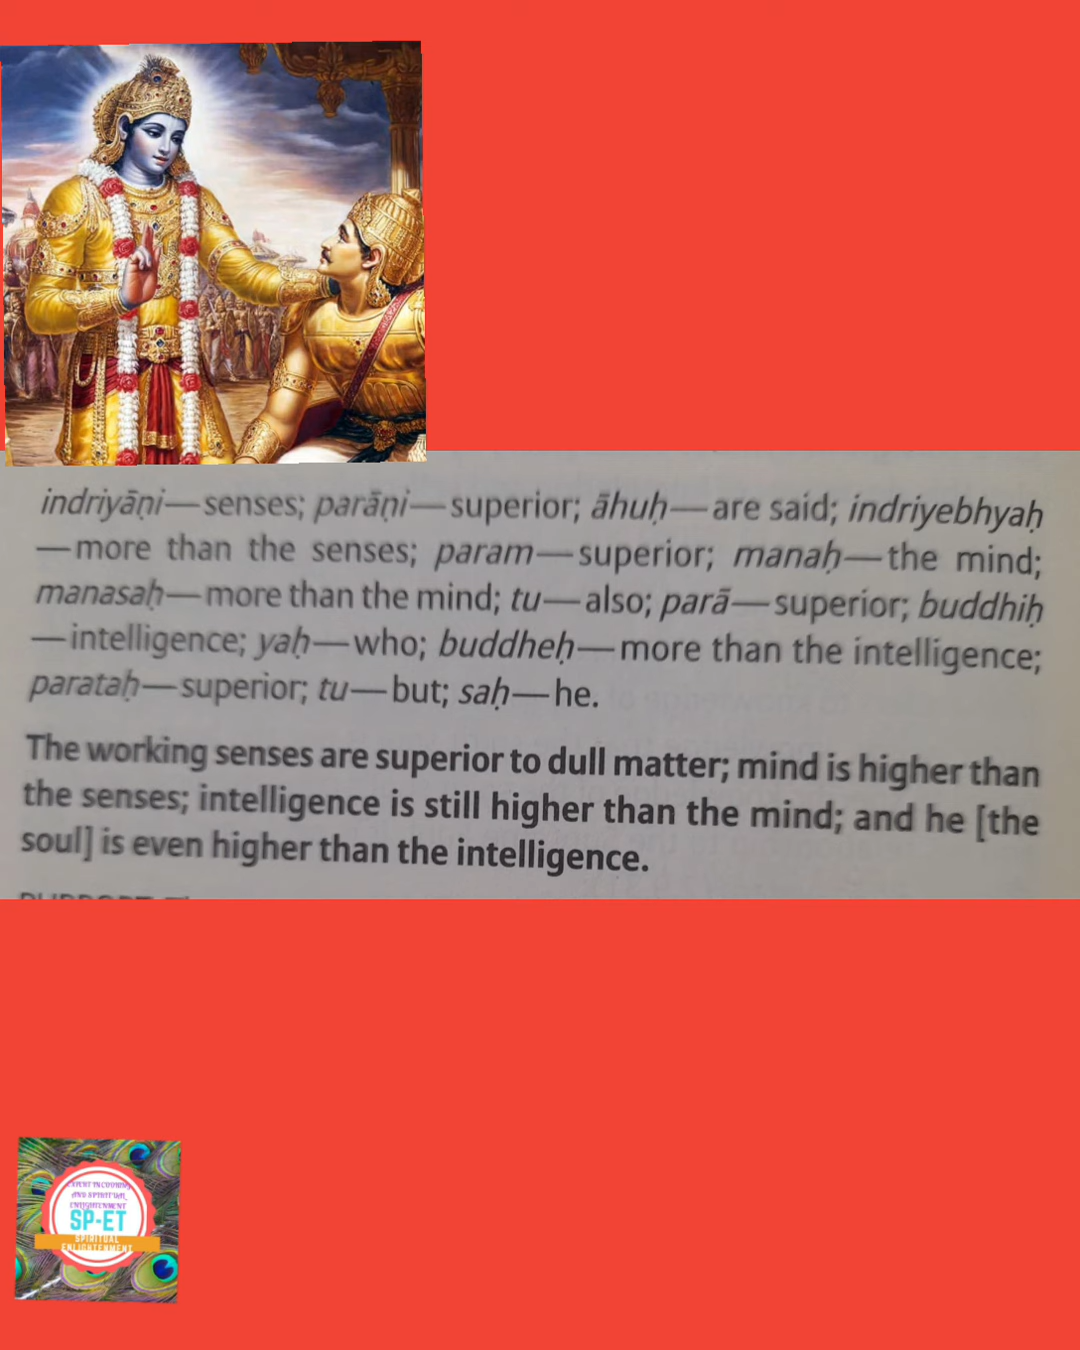 indriyāṇi—senses; parāṇi—superior; āhuḥ—are said; indriyebhyaḥ
—more than the senses; param—superior; manaḥ—the mind;
manasaḥ—more than the mind; tu—also; parā—superior; buddhiḥ
—intelligence; yaḥ—who; buddheḥ—more than the intelligence;
parataḥ—superior; tu—but; saḥ—he.
The working senses are superior to dull matter; mind is higher than
the senses; intelligence is still higher than the mind; and he [the
soul] is even higher than the intelligence.
AND SPIRITUAL
ENLIGHTENMENT
SP-ET
SPIRITUAL
ENLIGHTENMENT